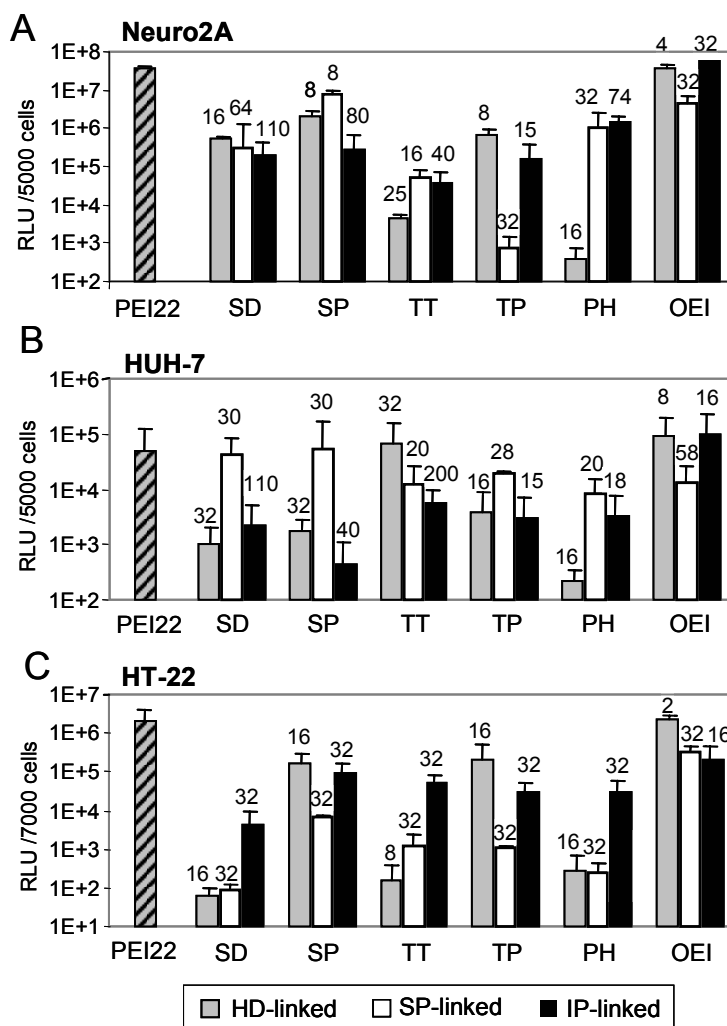 A
Neuro2A
RLU /5000 cells
1E+8
1E+7
1E+6
1E+5
1E+4
1E+3
1E+2
16 64 110
8 8 80
25 16 40
8 32 15
16 32 74
4 32 32
PEI22 SD SP TT TP PH OEI
B
HUH-7
RLU /5000 cells
1E+6
1E+5
1E+4
1E+3
1E+2
32 30 110
32 30 40
32 20 200
16 28 15
16 20 18
8 58 16
PEI22 SD SP TT TP PH OEI
C
HT-22
RLU /7000 cells
1E+7
1E+6
1E+5
1E+4
1E+3
1E+2
1E+1
16 32 32
16 32 32
8 32 32
16 32 32
16 32 32
2 32 16
PEI22 SD SP TT TP PH OEI
HD-linked SP-linked IP-linked